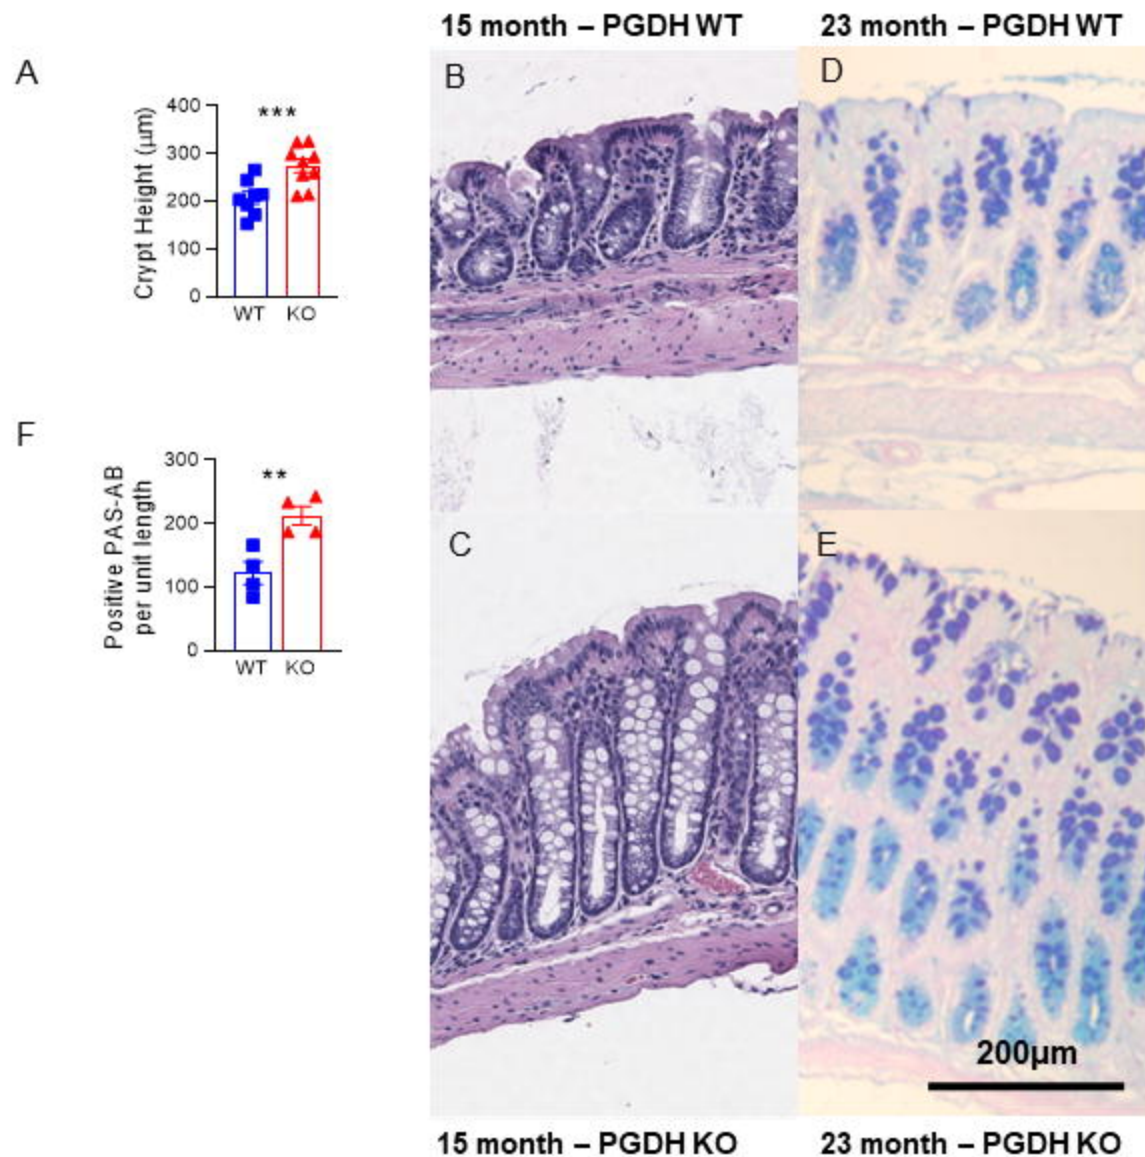 15 month – PGDH WT
23 month – PGDH WT
A
B
D
400
300
200
100
0
Crypt Height (µm)
***
WT KO
F
C
E
300
200
100
0
Positive PAS-AB
per unit length
**
WT KO
200µm
15 month – PGDH KO
23 month – PGDH KO